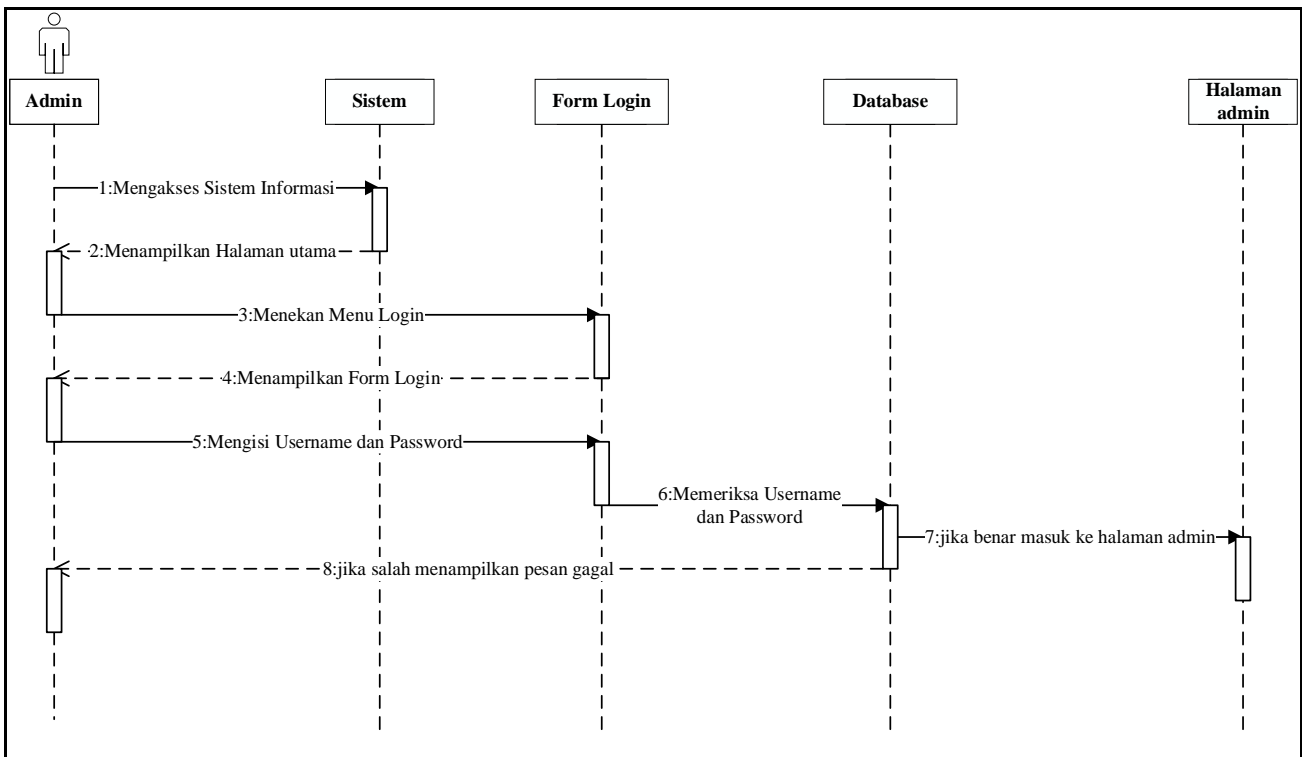 Admin
Sistem
Form Login
Database
Halaman
admin
1:Mengakses Sistem Informasi
2:Menampilkan Halaman utama
3:Menekan Menu Login
4:Menampilkan Form Login
5:Mengisi Username dan Password
6:Memeriksa Username
dan Password
7:jika benar masuk ke halaman admin
8:jika salah menampilkan pesan gagal